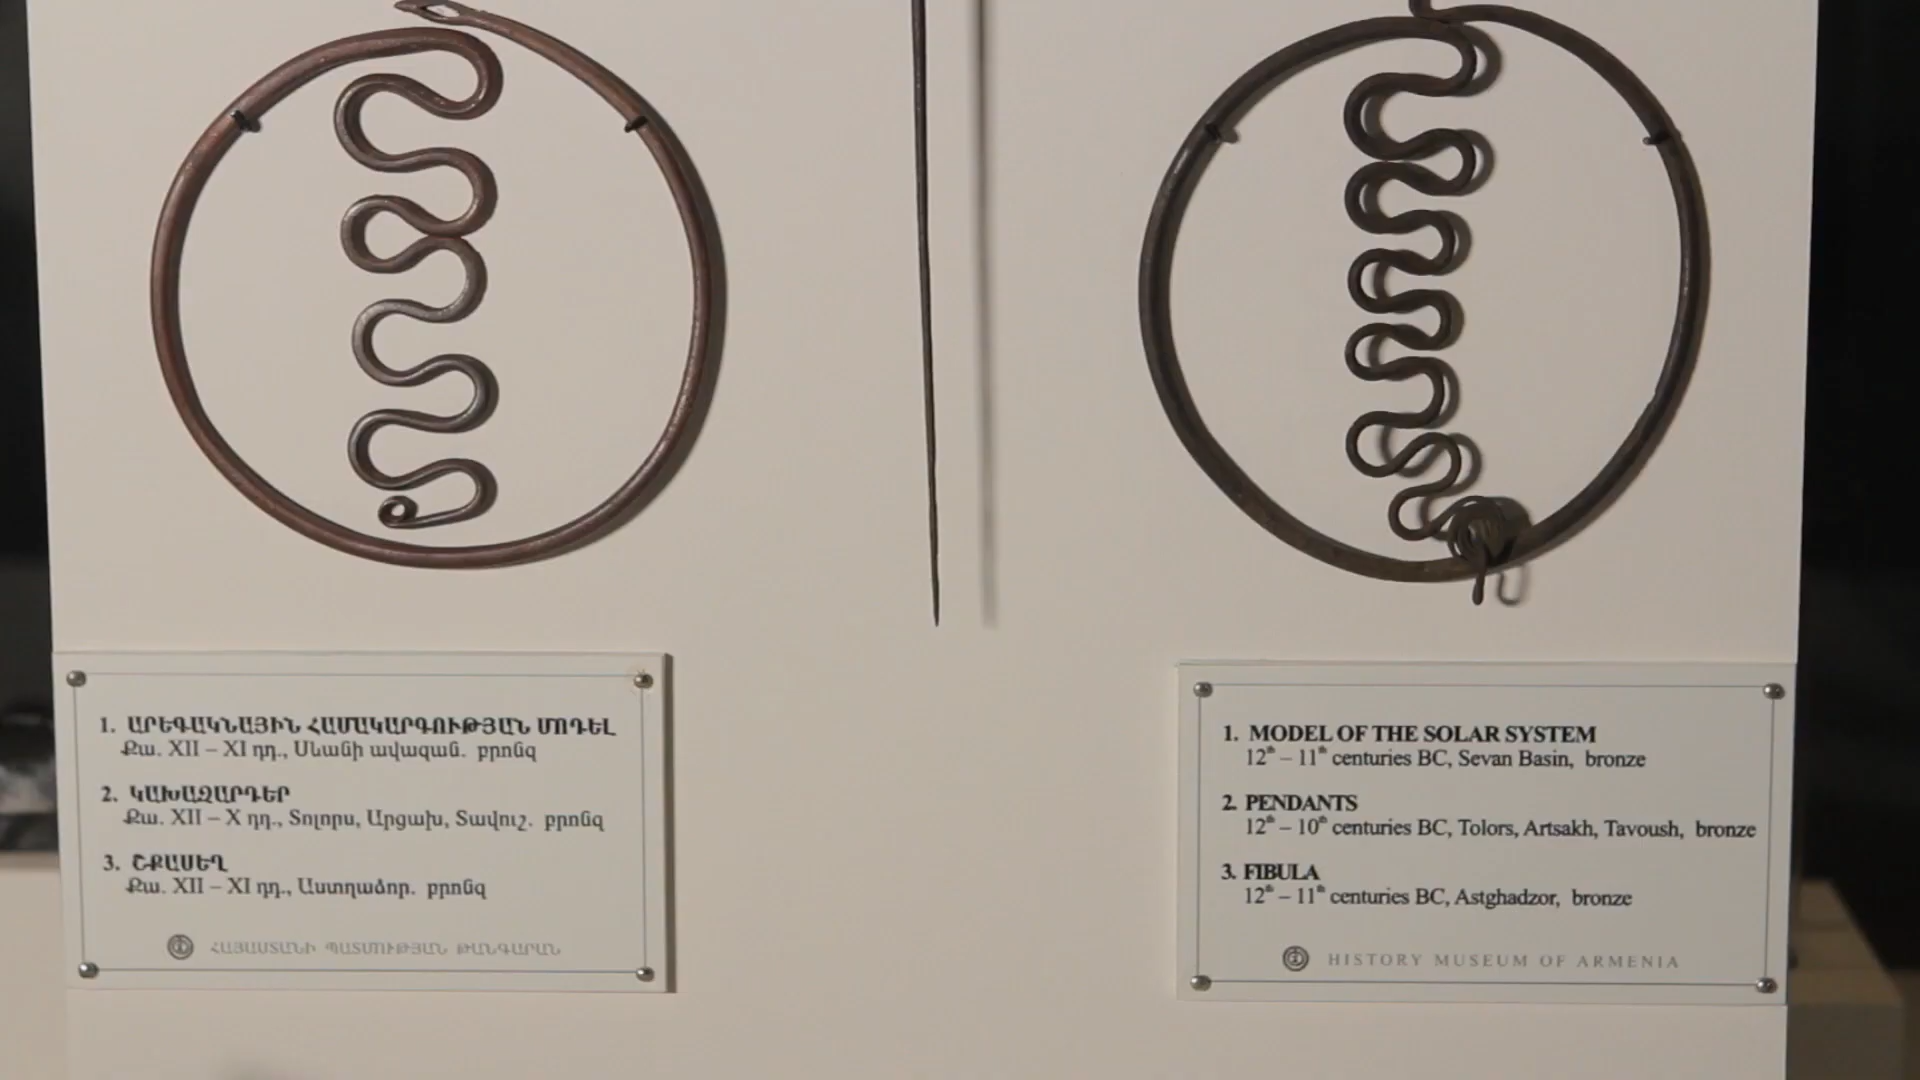 1. ԱՐԵԳԱԿՆԱՅԻՆ ՀԱՄԱԿԱՐԳՈՒԹՅԱՆ ՄՈԴԵԼ
Քա. XII – XI դդ., Սևանի ավազան. բրոնզ
2. ԿԱԽԱԶԱՐԴԵՐ
Քա. XII – X դդ., Տոլորս, Արցախ, Տավուշ. բրոնզ
3. ՇՔԱՍԵՂ
Քա. XII – XI դդ., Աստղաձոր. բրոնզ
ՀԱՅԱՍՏԱՆԻ ՊԱՏՄՈՒԹՅԱՆ ԹԱՆԳԱՐԱՆ
1. MODEL OF THE SOLAR SYSTEM
12th – 11th centuries BC, Sevan Basin, bronze
2. PENDANTS
12th – 10th centuries BC, Tolors, Artsakh, Tavoush, bronze
3. FIBULA
12th – 11th centuries BC, Astghadzor, bronze
HISTORY MUSEUM OF ARMENIA